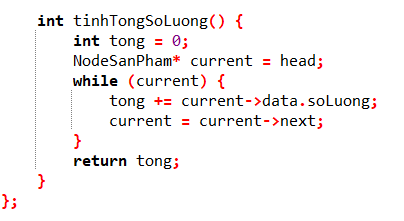 int tinhTongSoLuong() {
int tong = 0;
NodeSanPham* current = head;
while (current) {
tong += current->data.soLuong;
current = current->next;
}
return tong;
}
};